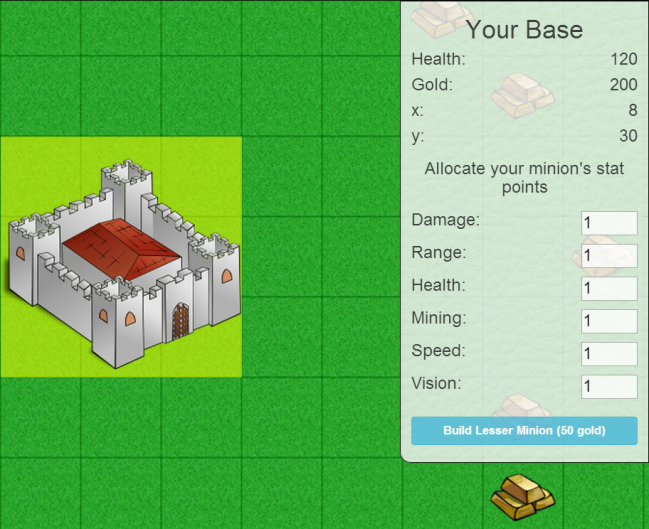 Your Base
Health: 120
Gold: 200
x: 8
y: 30
Allocate your minion's stat
points
Damage: 1
Range: 1
Health: 1
Mining: 1
Speed: 1
Vision: 1
Build Lesser Minion (50 gold)